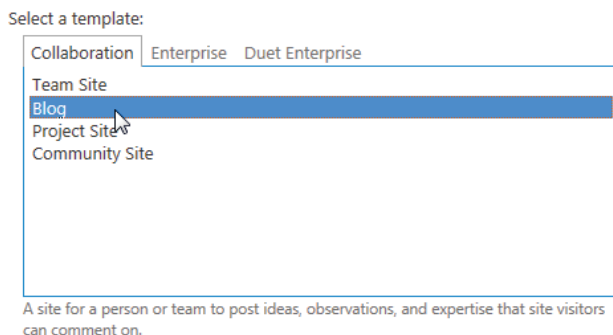 Select a template:
Collaboration Enterprise Duet Enterprise
Team Site
Blog
Project Site
Community Site
A site for a person or team to post ideas, observations, and expertise that site visitors
can comment on.